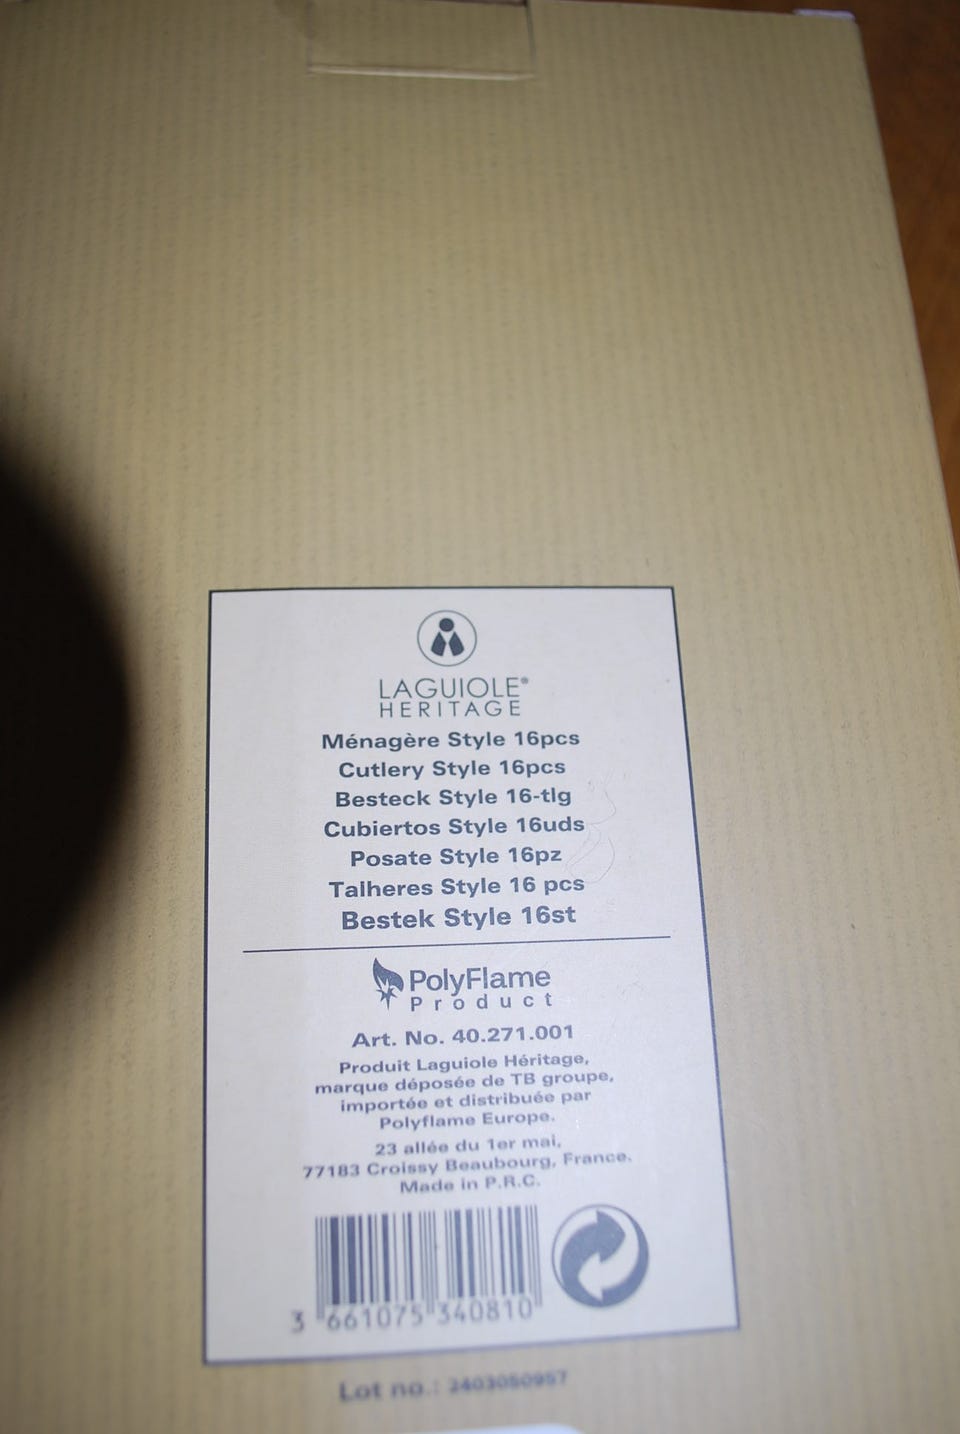 LAGUIOLE®
HERITAGE
Ménagère Style 16pcs
Cutlery Style 16pcs
Besteck Style 16-tlg
Cubiertos Style 16uds
Posate Style 16pz
Talheres Style 16 pcs
Bestek Style 16st
PolyFlame
Product
Art. No. 40.271.001
Produit Laguiole Héritage,
marque déposée de TB groupe,
importée et distribuée par
Polyflame Europe.
23 allée du 1er mai,
77183 Croissy Beaubourg, France.
Made in P.R.C.
3 661075 340810
Lot no.: 2403050957